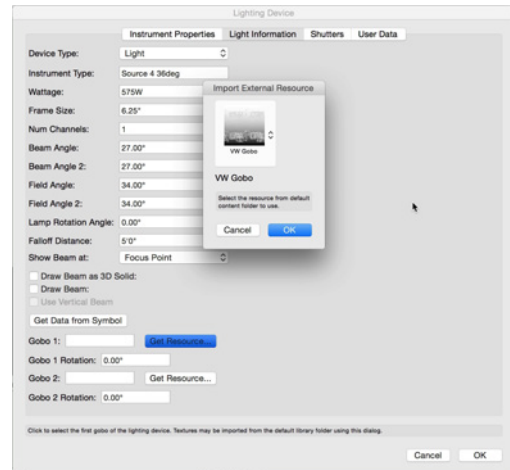 Lighting Device
Instrument Properties Light Information Shutters User Data
Device Type: Light
Instrument Type: Source 4 36deg
Wattage: 575W
Frame Size: 6.25"
Num Channels: 1
Beam Angle: 27.00°
Beam Angle 2: 27.00°
Field Angle: 34.00°
Field Angle 2: 34.00°
Lamp Rotation Angle: 0.00°
Falloff Distance: 5'0"
Show Beam at: Focus Point
Draw Beam as 3D Solid:
Draw Beam:
Use Vertical Beam
Get Data from Symbol
Gobo 1: Get Resource...
Gobo 1 Rotation: 0.00°
Gobo 2: Get Resource...
Gobo 2 Rotation: 0.00°
Click to select the first gobo of the lighting device. Textures may be imported from the default library folder using this dialog.
Cancel OK
Import External Resource
VW Gobo
VW Gobo
Select the resource from default
content folder to use.
Cancel OK